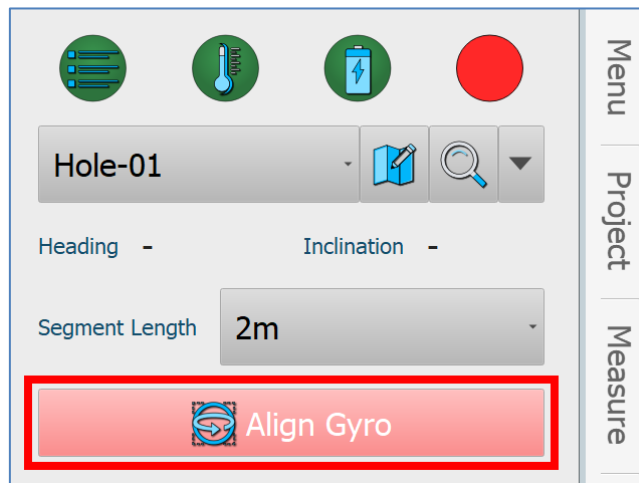 Hole-01
Heading -
Inclination -
Segment Length
2m
Align Gyro
Menu
Project
Measure